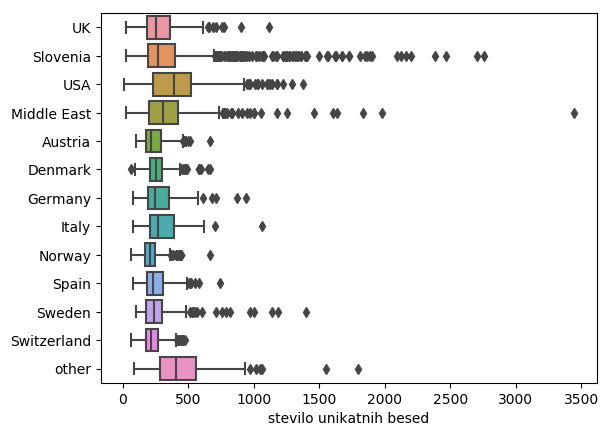 UK
Slovenia
USA
Middle East
Austria
Denmark
Germany
Italy
Norway
Spain
Sweden
Switzerland
other
0 500 1000 1500 2000 2500 3000 3500
stevilo unikatnih besed